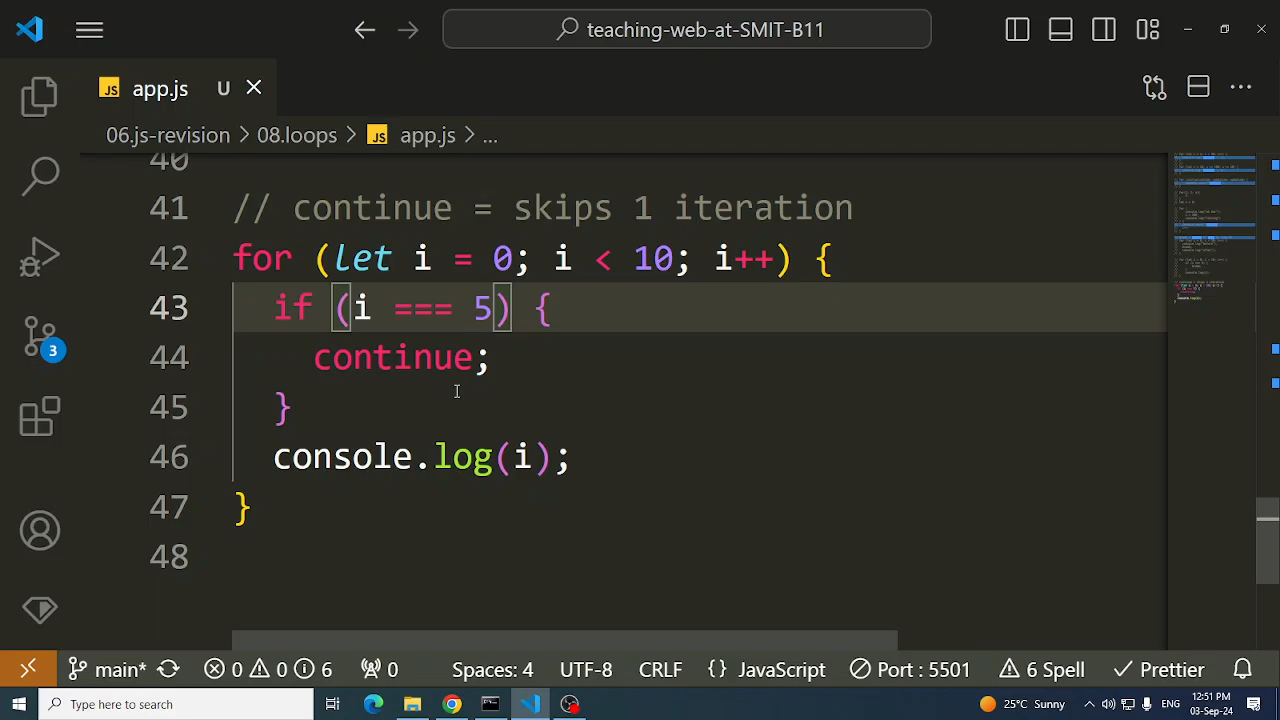 teaching-web-at-SMIT-B11
JS app.js U
06.js-revision > 08.loops > JS app.js > ...
40
41 // continue = skips 1 iteration
42 for (let i = 0; i < 10; i++) {
43 if (i === 5) {
44 continue;
45 }
46 console.log(i);
47 }
48
3
main* 0 0 6 0 Spaces: 4 UTF-8 CRLF {} JavaScript Port : 5501 6 Spell Prettier
Type here to search 25°C Sunny 12:51 PM
03-Sep-24